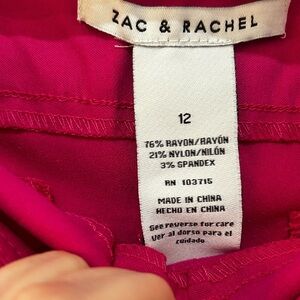 ZAC & RACHEL
12
76% RAYON/RAYÓN
21% NYLON/NILÓN
3% SPANDEX
RN 103715
MADE IN CHINA
HECHO EN CHINA
See reverse for care
Ver al dorso para el
cuidado